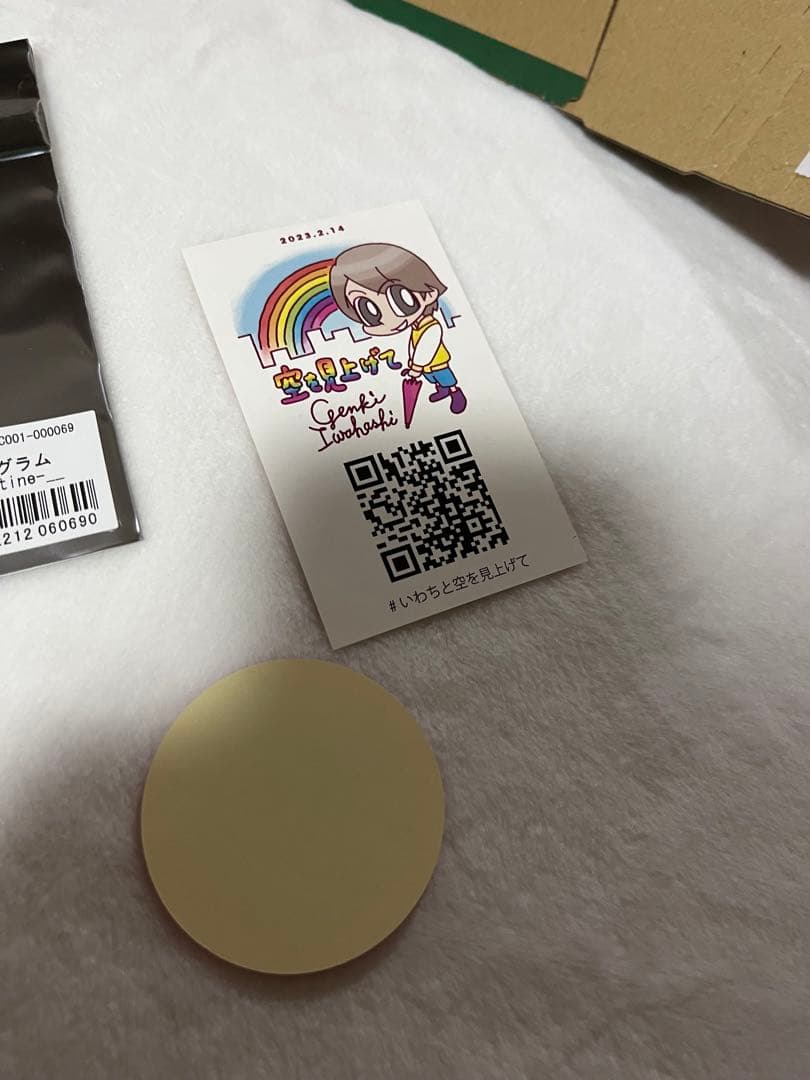 2023.2.14
空を見上げて
Genki
Iwahashi
#いわちと空を見上げて
C001-000069
グラム
tine-__
212 060690